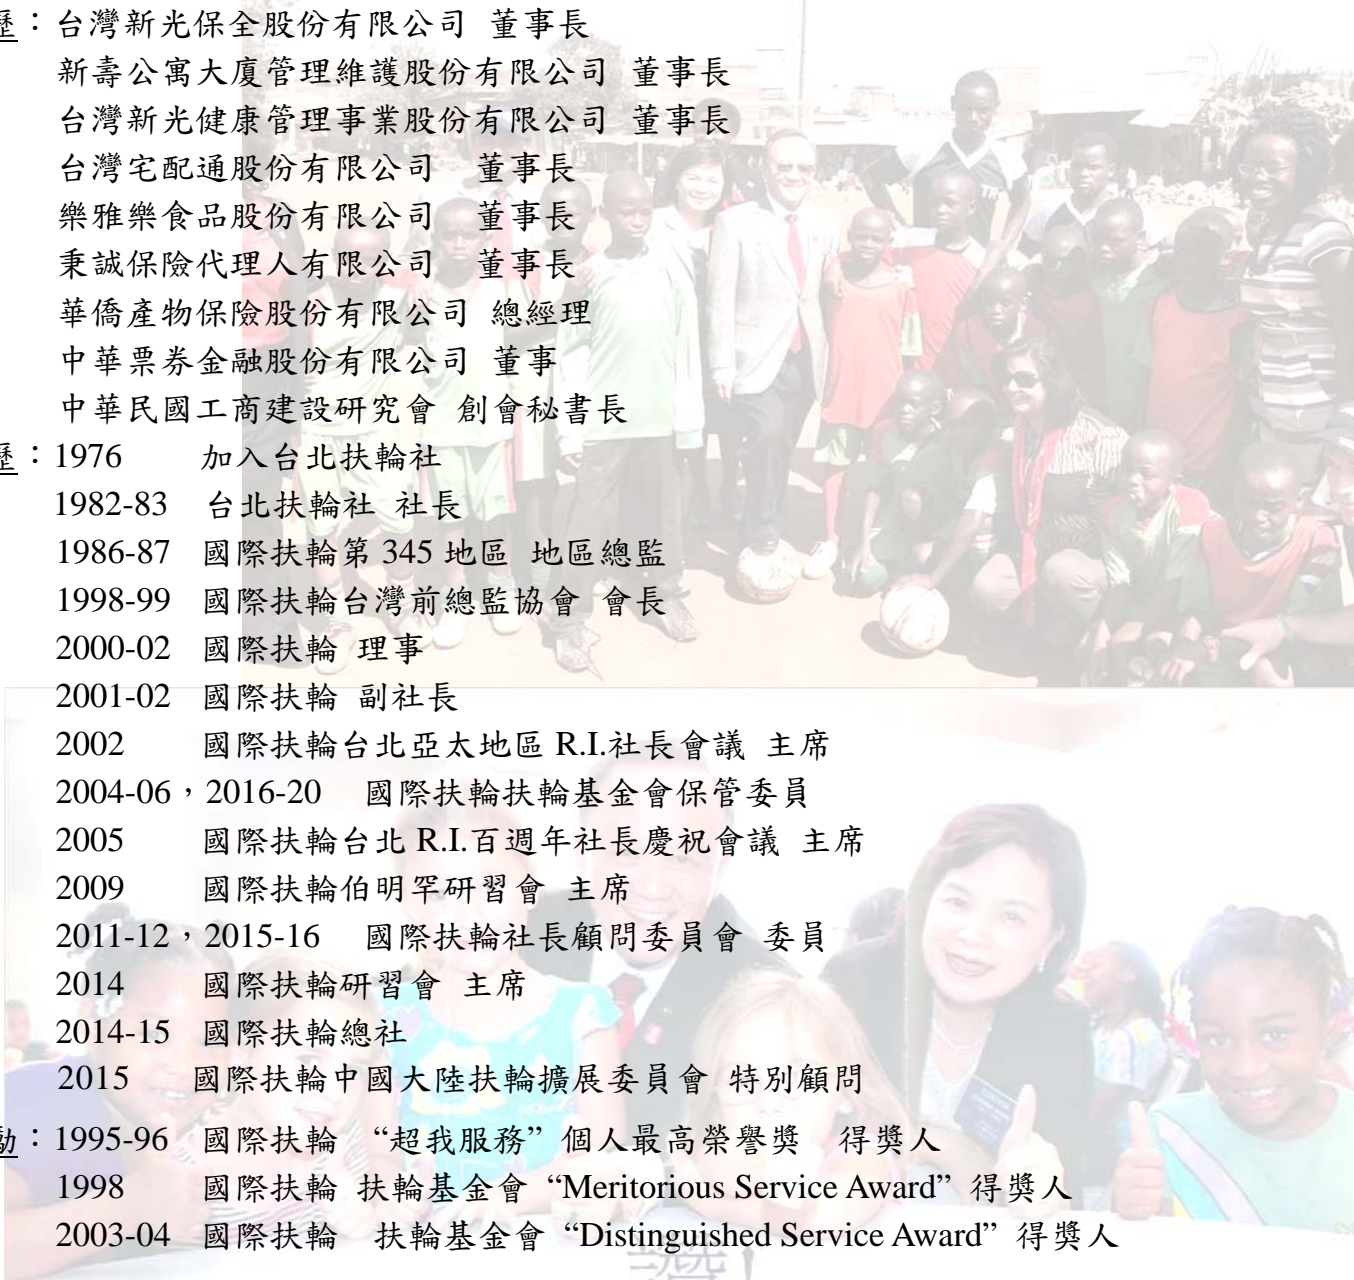 歷：台灣新光保全股份有限公司 董事長
新壽公寓大廈管理維護股份有限公司 董事長
台灣新光健康管理事業股份有限公司 董事長
台灣宅配通股份有限公司 董事長
樂雅樂食品股份有限公司 董事長
秉誠保險代理人有限公司 董事長
華僑產物保險股份有限公司 總經理
中華票券金融股份有限公司 董事
中華民國工商建設研究會 創會秘書長
歷：1976 加入台北扶輪社
1982-83 台北扶輪社 社長
1986-87 國際扶輪第 345 地區 地區總監
1998-99 國際扶輪台灣前總監協會 會長
2000-02 國際扶輪 理事
2001-02 國際扶輪 副社長
2002 國際扶輪台北亞太地區 R.I.社長會議 主席
2004-06，2016-20 國際扶輪扶輪基金會保管委員
2005 國際扶輪台北 R.I.百週年社長慶祝會議 主席
2009 國際扶輪伯明罕研習會 主席
2011-12，2015-16 國際扶輪社長顧問委員會 委員
2014 國際扶輪研習會 主席
2014-15 國際扶輪總社
2015 國際扶輪中國大陸扶輪擴展委員會 特別顧問
勳：1995-96 國際扶輪 “超我服務”個人最高榮譽獎 得獎人
1998 國際扶輪 扶輪基金會 “Meritorious Service Award” 得獎人
2003-04 國際扶輪 扶輪基金會 “Distinguished Service Award” 得獎人